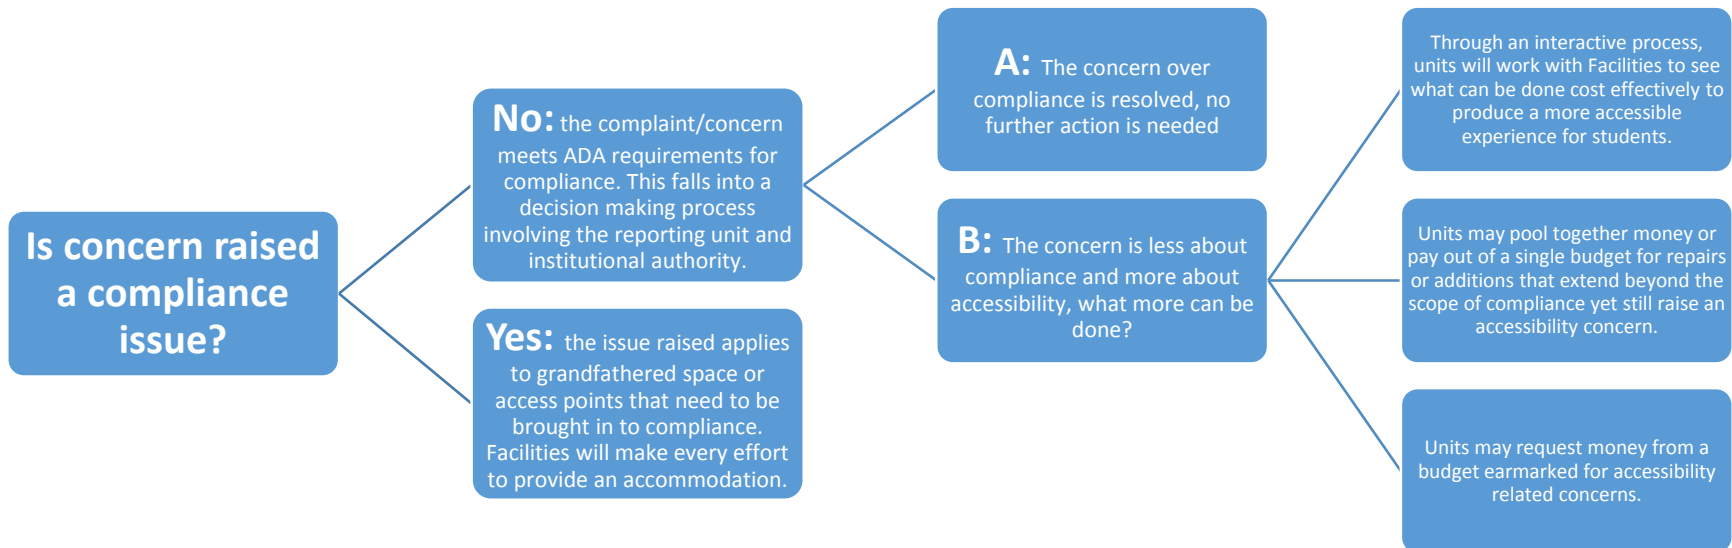 Is concern raised
a compliance
issue?
No: the complaint/concern
meets ADA requirements for
compliance. This falls into a
decision making process
involving the reporting unit and
institutional authority.
Yes: the issue raised applies
to grandfathered space or
access points that need to be
brought in to compliance.
Facilities will make every effort
to provide an accommodation.
A: The concern over
compliance is resolved, no
further action is needed
B: The concern is less about
compliance and more about
accessibility, what more can be
done?
Through an interactive process,
units will work with Facilities to see
what can be done cost effectively to
produce a more accessible
experience for students.
Units may pool together money or
pay out of a single budget for repairs
or additions that extend beyond the
scope of compliance yet still raise an
accessibility concern.
Units may request money from a
budget earmarked for accessibility
related concerns.